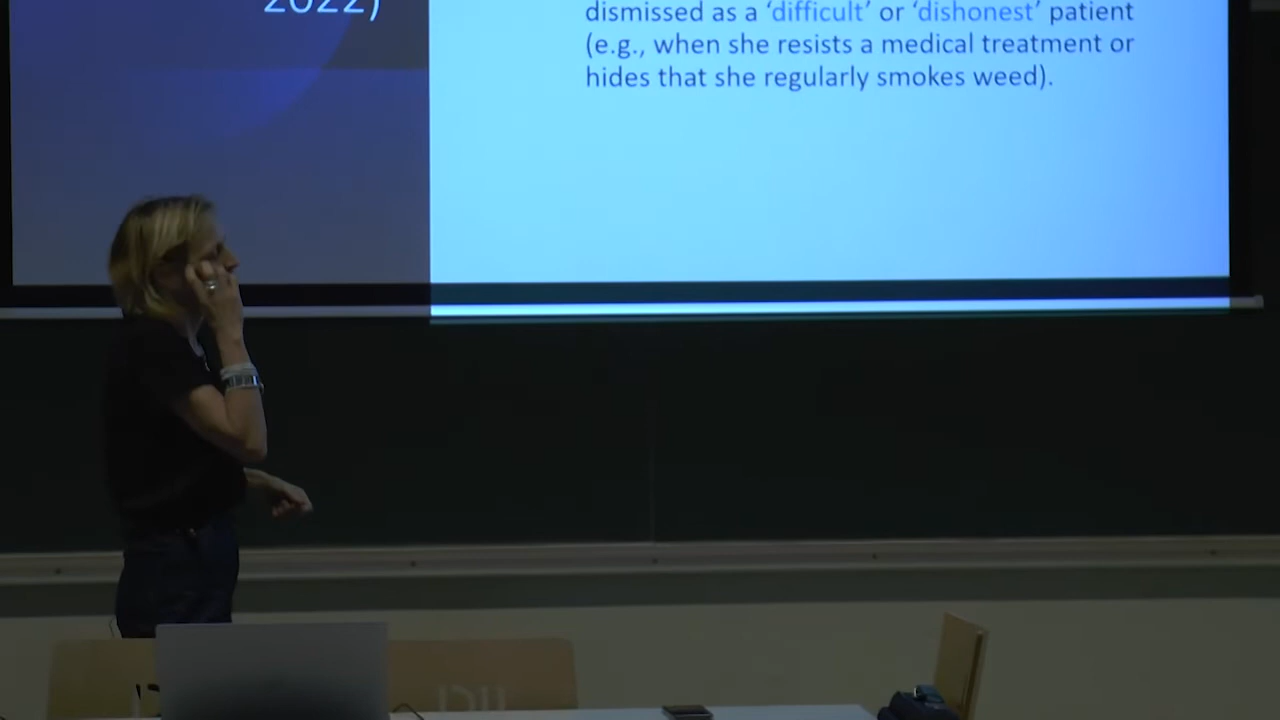 2022)
dismissed as a ‘difficult’ or ‘dishonest’ patient
(e.g., when she resists a medical treatment or
hides that she regularly smokes weed).